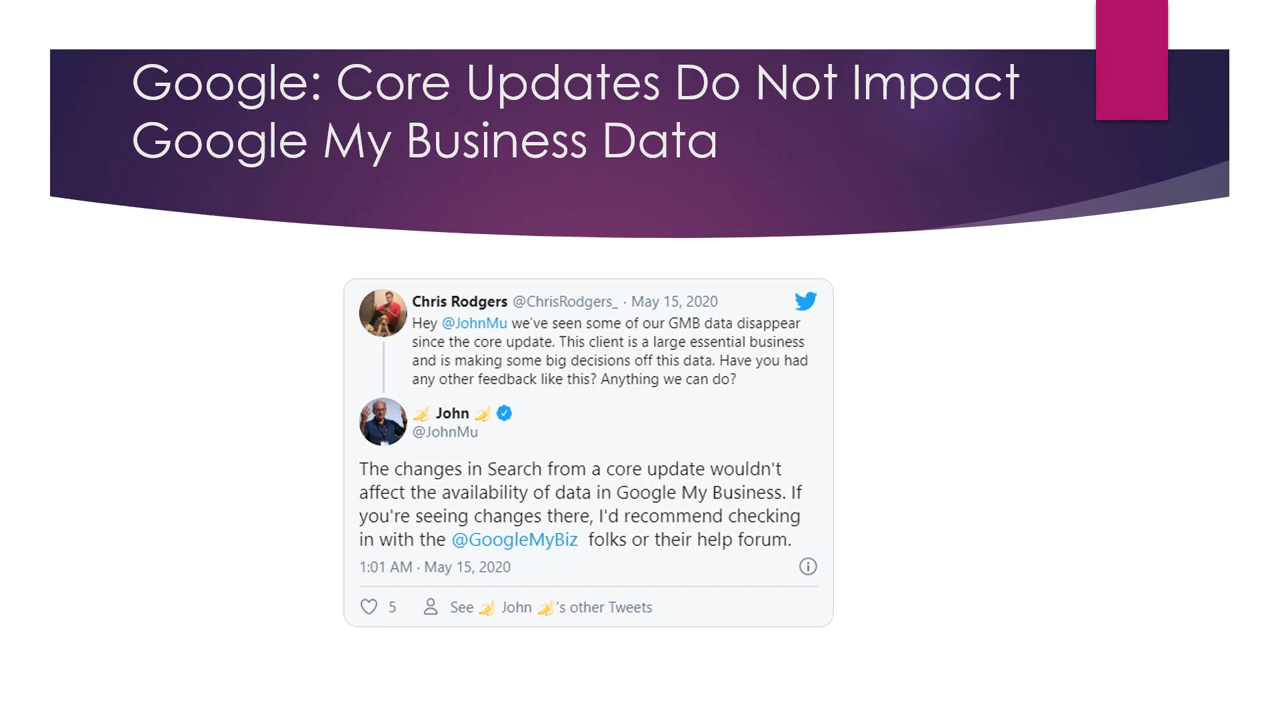 Google: Core Updates Do Not Impact
Google My Business Data
Chris Rodgers @ChrisRodgers_ · May 15, 2020
Hey @JohnMu we've seen some of our GMB data disappear
since the core update. This client is a large essential business
and is making some big decisions off this data. Have you had
any other feedback like this? Anything we can do?
🍌 John 🍌
@JohnMu
The changes in Search from a core update wouldn't
affect the availability of data in Google My Business. If
you're seeing changes there, I'd recommend checking
in with the @GoogleMyBiz folks or their help forum.
1:01 AM · May 15, 2020
5 See 🍌 John 🍌's other Tweets